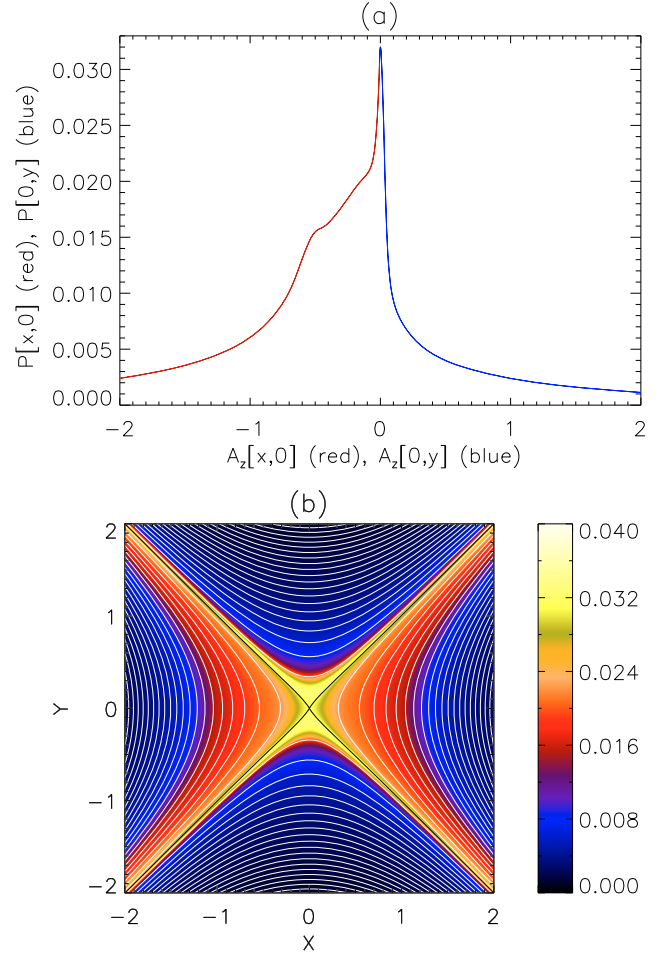 (a)
P[x,0] (red), P[0,y] (blue)
0.030
0.025
0.020
0.015
0.010
0.005
0.000
-2 -1 0 1 2
A_z[x,0] (red), A_z[0,y] (blue)
(b)
Y
2
1
0
-1
-2
-2 -1 0 1 2
X
0.040
0.032
0.024
0.016
0.008
0.000